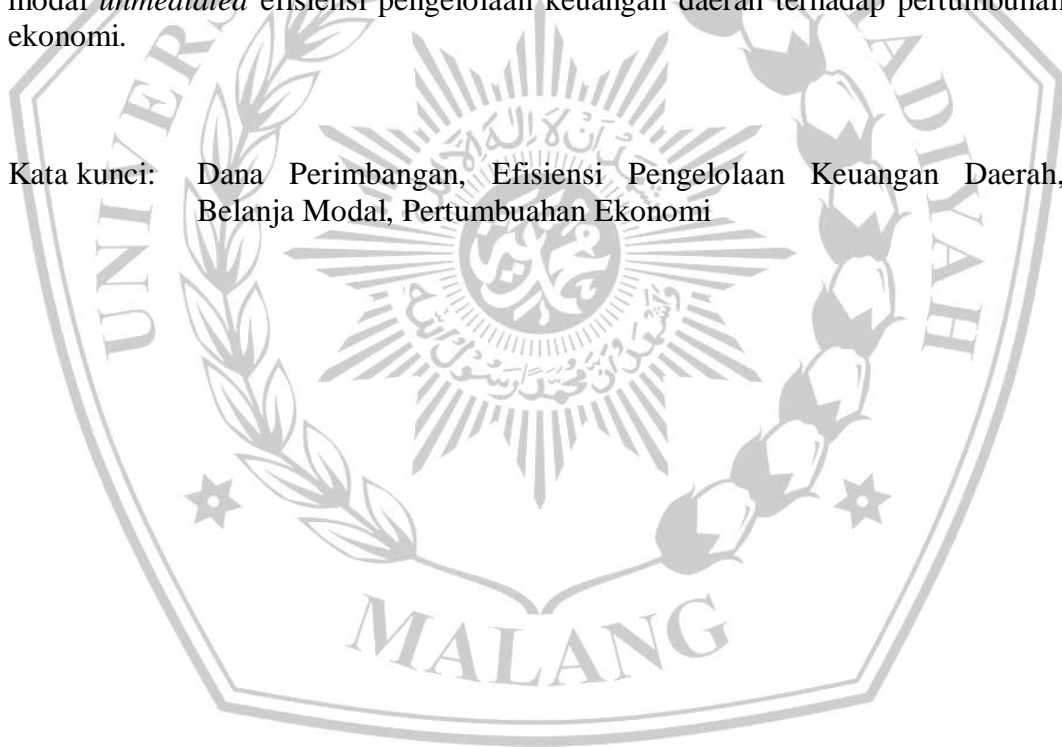 modal unmediated efisiensi pengelolaan keuangan daerah terhadap pertumbuhan
ekonomi.
Kata kunci: Dana Perimbangan, Efisiensi Pengelolaan Keuangan Daerah,
Belanja Modal, Pertumbuahan Ekonomi
MALANG